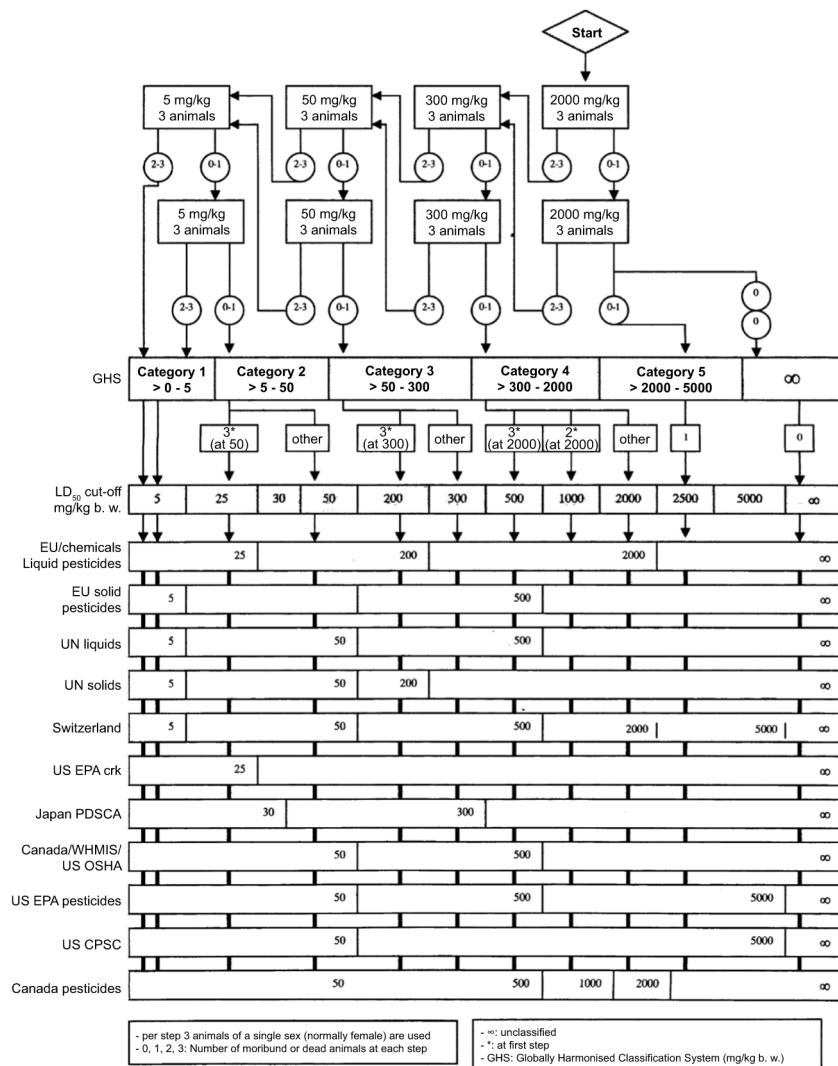 Start
5 mg/kg
3 animals
50 mg/kg
3 animals
300 mg/kg
3 animals
2000 mg/kg
3 animals
2-3
0-1
2-3
0-1
2-3
0-1
2-3
0-1
5 mg/kg
3 animals
50 mg/kg
3 animals
300 mg/kg
3 animals
2000 mg/kg
3 animals
2-3
0-1
2-3
0-1
2-3
0-1
2-3
0-1
0
0
GHS
Category 1
> 0 - 5
Category 2
> 5 - 50
Category 3
> 50 - 300
Category 4
> 300 - 2000
Category 5
> 2000 - 5000
∞
3*
(at 50)
other
3*
(at 300)
other
3*
(at 2000)
2*
(at 2000)
other
1
0
LD50 cut-off
mg/kg b. w.
5 25 30 50 200 300 500 1000 2000 2500 5000 ∞
EU/chemicals
Liquid pesticides
25 200 2000 ∞
EU solid
pesticides
5 500 ∞
UN liquids
5 50 500 ∞
UN solids
5 50 200 ∞
Switzerland
5 50 500 2000 5000 ∞
US EPA crk
25 ∞
Japan PDSCA
30 300 ∞
Canada/WHMIS/
US OSHA
50 500 ∞
US EPA pesticides
50 500 5000 ∞
US CPSC
50 5000 ∞
Canada pesticides
50 500 1000 2000 ∞
- per step 3 animals of a single sex (normally female) are used
- 0, 1, 2, 3: Number of moribund or dead animals at each step
- ∞: unclassified
- *: at first step
- GHS: Globally Harmonised Classification System (mg/kg b. w.)